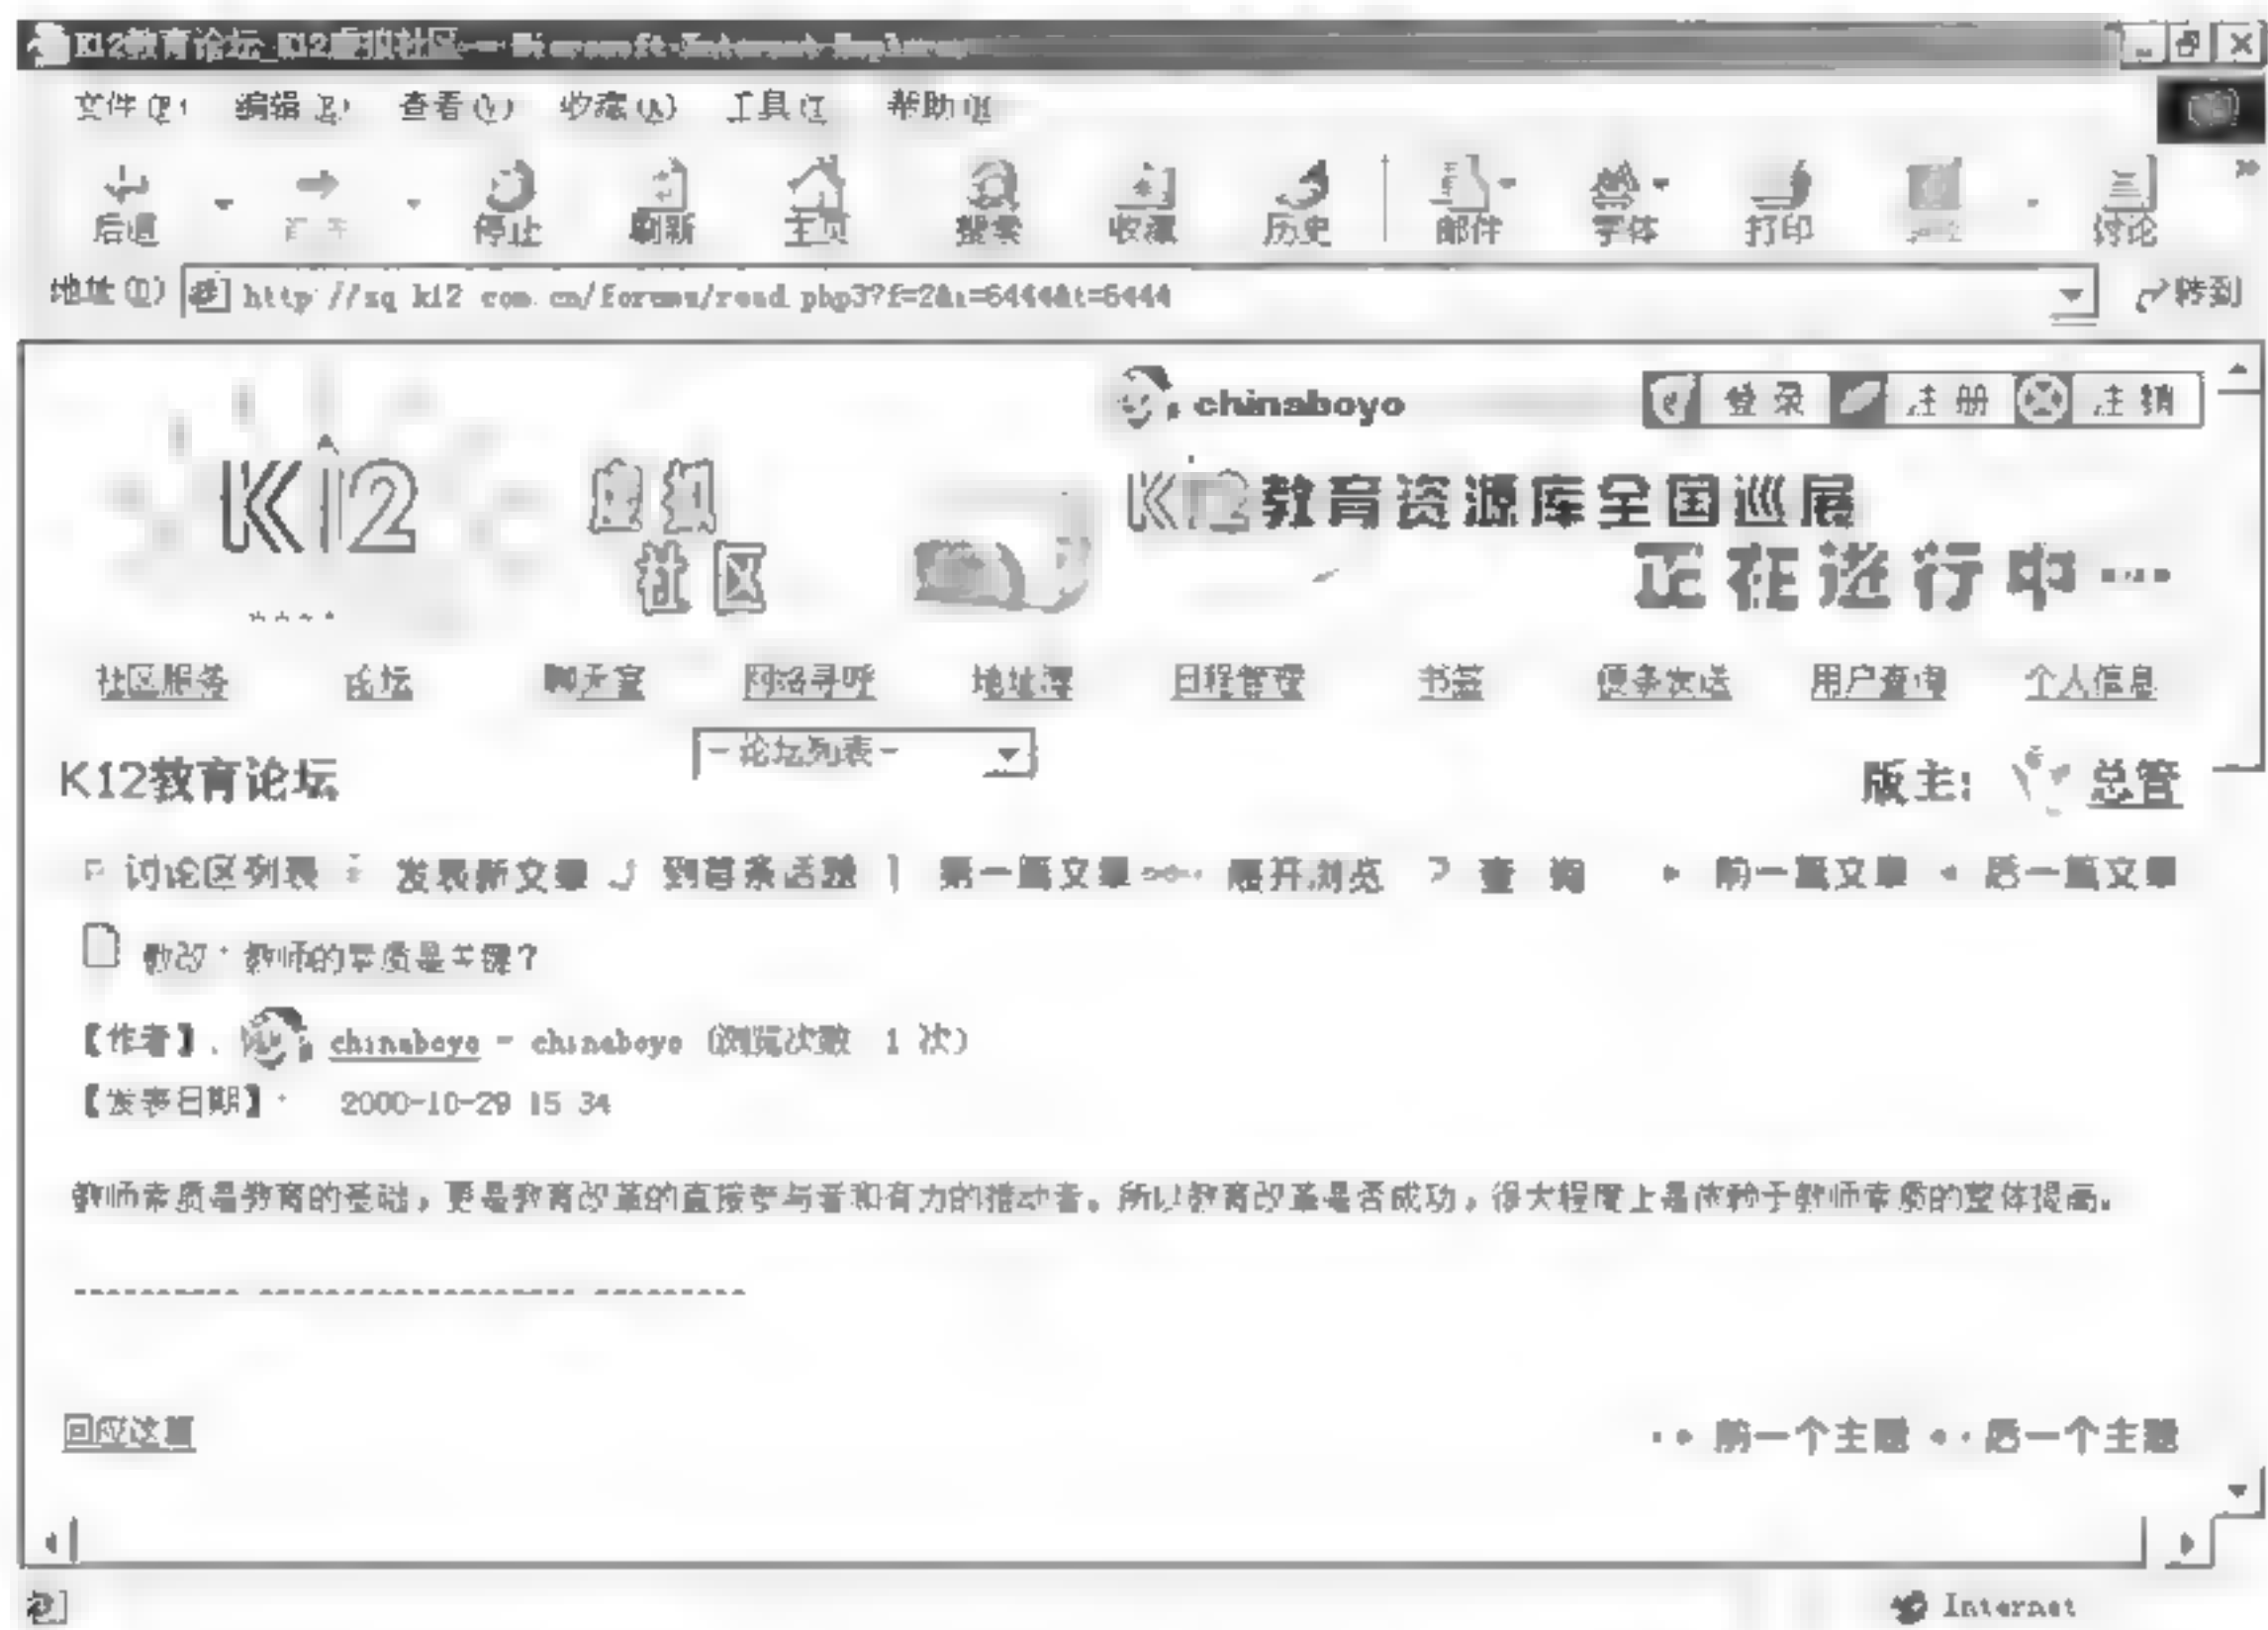 K12教育论坛_K12虚拟社区 - Microsoft Internet Explorer
文件(F) 编辑(E) 查看(V) 收藏(A) 工具(T) 帮助(H)
后退 前进 停止 刷新 主页 搜索 收藏 历史 邮件 字体 打印 讨论
地址(D) http://sq.k12.com.cn/forums/read.php3?f=2&i=6444&t=6444 转到
chinaboyo 登录 注册 注销
K12 虚拟 K12教育资源库全国巡展
社区 正在进行中…
社区服务 论坛 聊天室 网络寻呼 地址簿 日程管理 书签 便条发送 用户查询 个人信息
-论坛列表-
K12教育论坛 版主: 总管
讨论区列表 发表新文章 到首条话题 第一篇文章 展开浏览 查询 前一篇文章 后一篇文章
教改:教师的素质是关键?
【作者】: chinaboyo - chinaboyo (浏览次数 1 次)
【发表日期】: 2000-10-29 15:34
教师素质是教育的基础,更是教育改革的直接参与者和有力的推动者。所以教育改革是否成功,很大程度上是依赖于教师素质的整体提高。
回应这篇 前一个主题 后一个主题
Internet